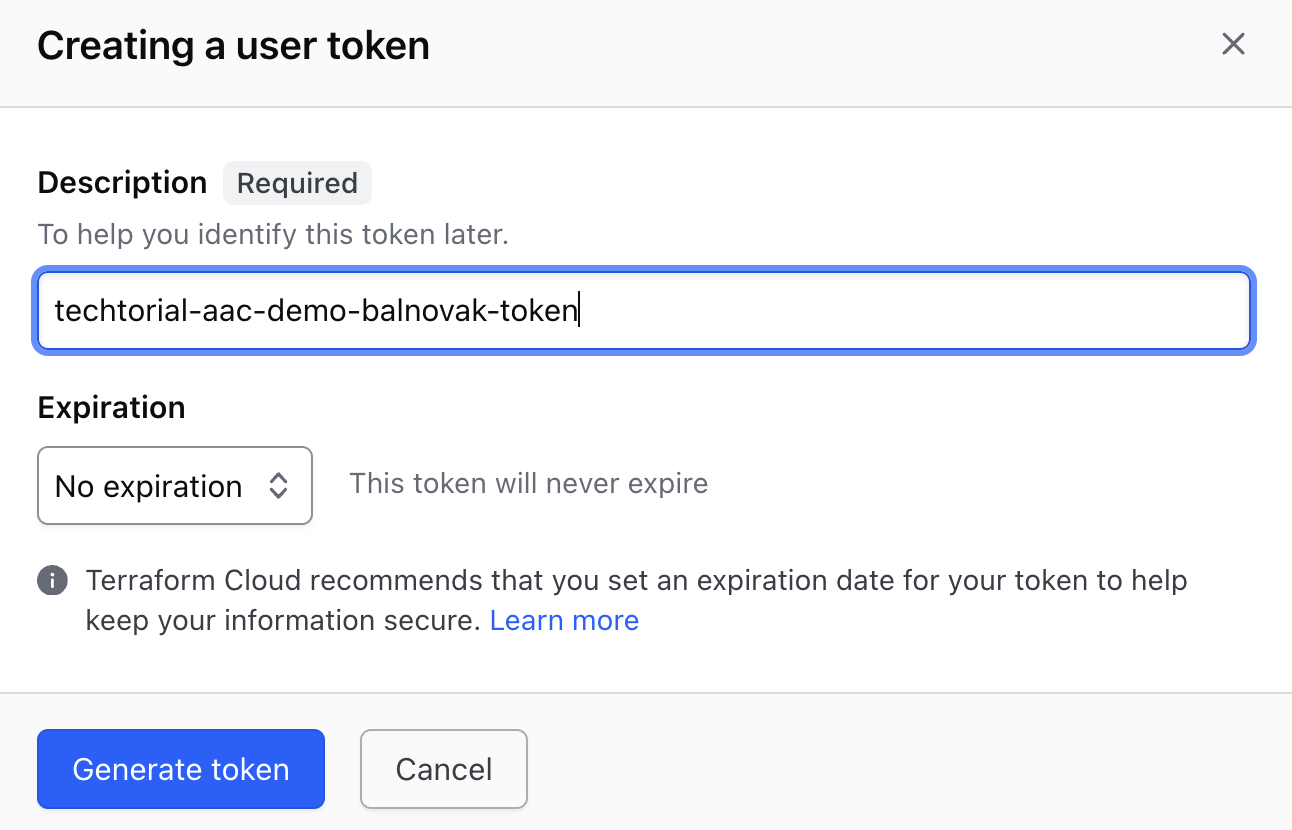 Creating a user token
Description Required
To help you identify this token later.
techtorial-aac-demo-balnovak-token
Expiration
No expiration This token will never expire
Terraform Cloud recommends that you set an expiration date for your token to help
keep your information secure. Learn more
Generate token Cancel